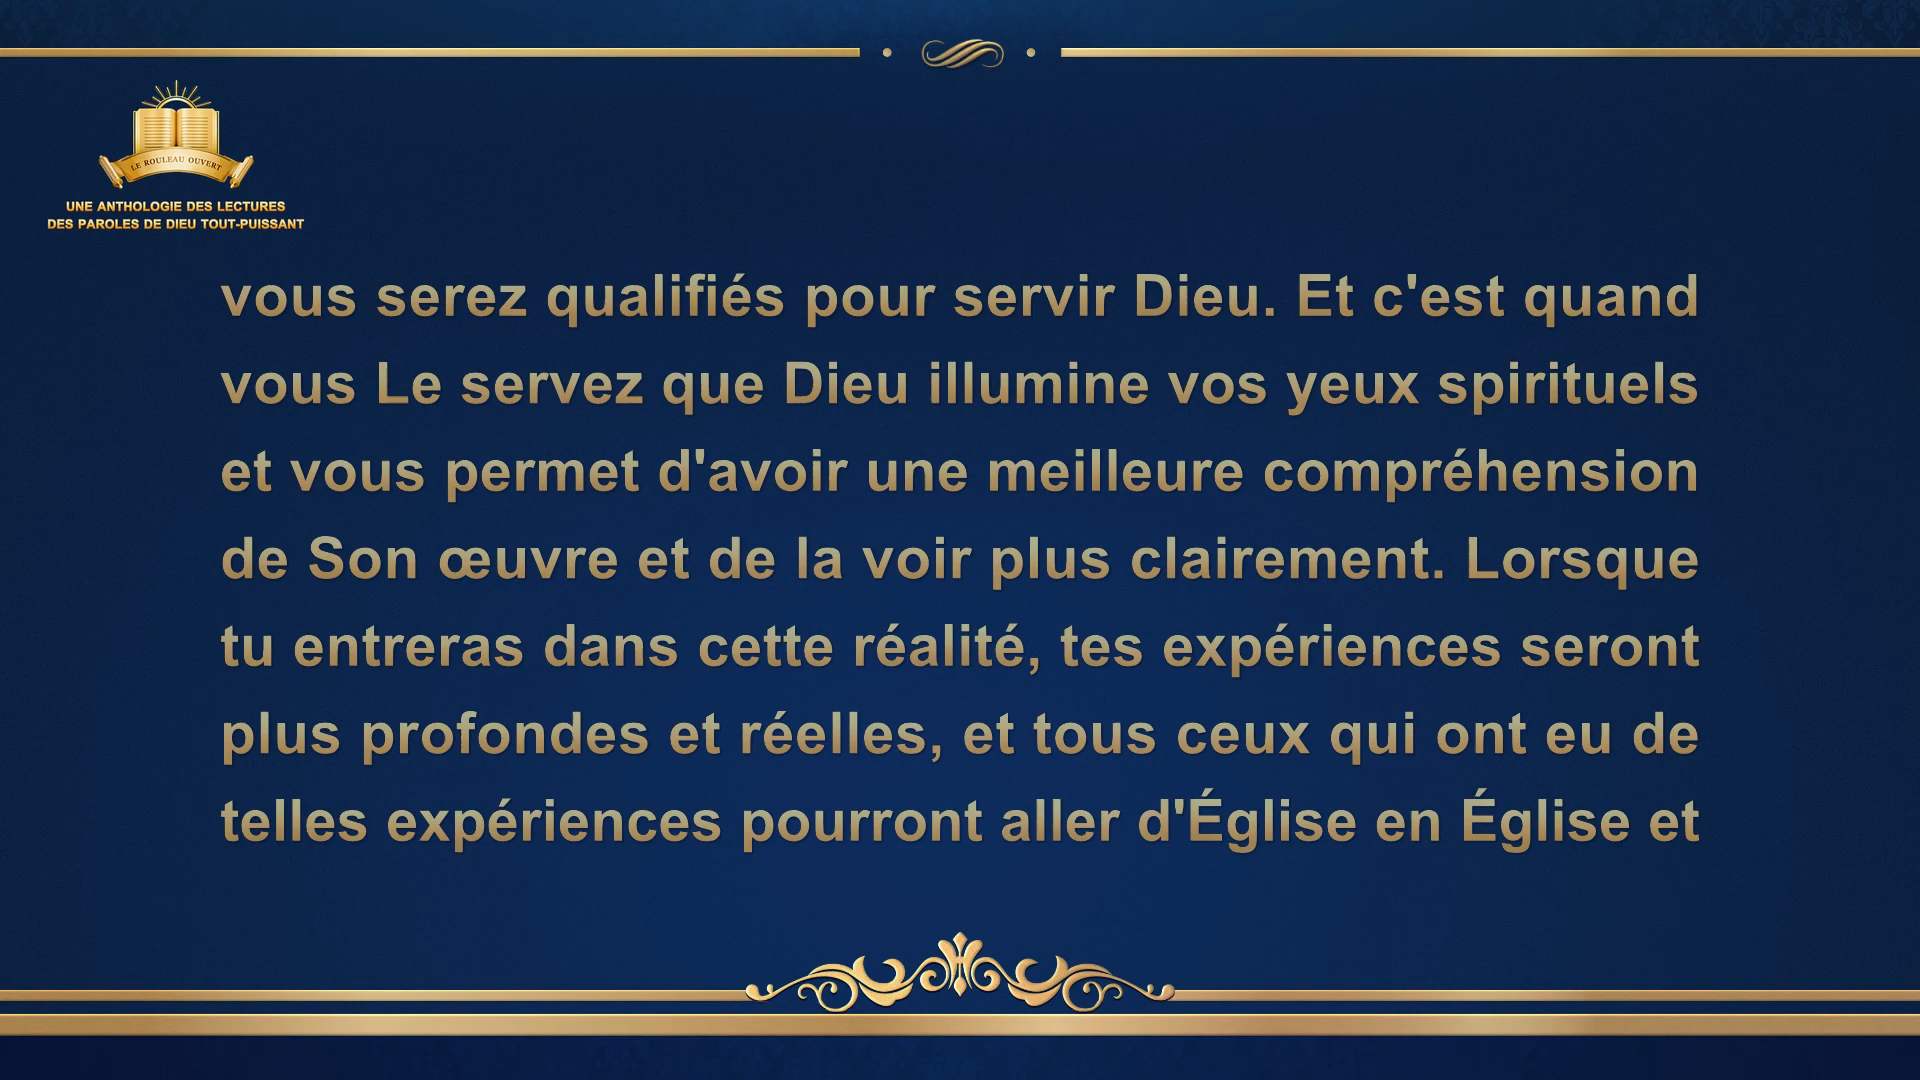 LE ROULEAU OUVERT
UNE ANTHOLOGIE DES LECTURES
DES PAROLES DE DIEU TOUT-PUISSANT
vous serez qualifiés pour servir Dieu. Et c'est quand
vous Le servez que Dieu illumine vos yeux spirituels
et vous permet d'avoir une meilleure compréhension
de Son œuvre et de la voir plus clairement. Lorsque
tu entreras dans cette réalité, tes expériences seront
plus profondes et réelles, et tous ceux qui ont eu de
telles expériences pourront aller d'Église en Église et